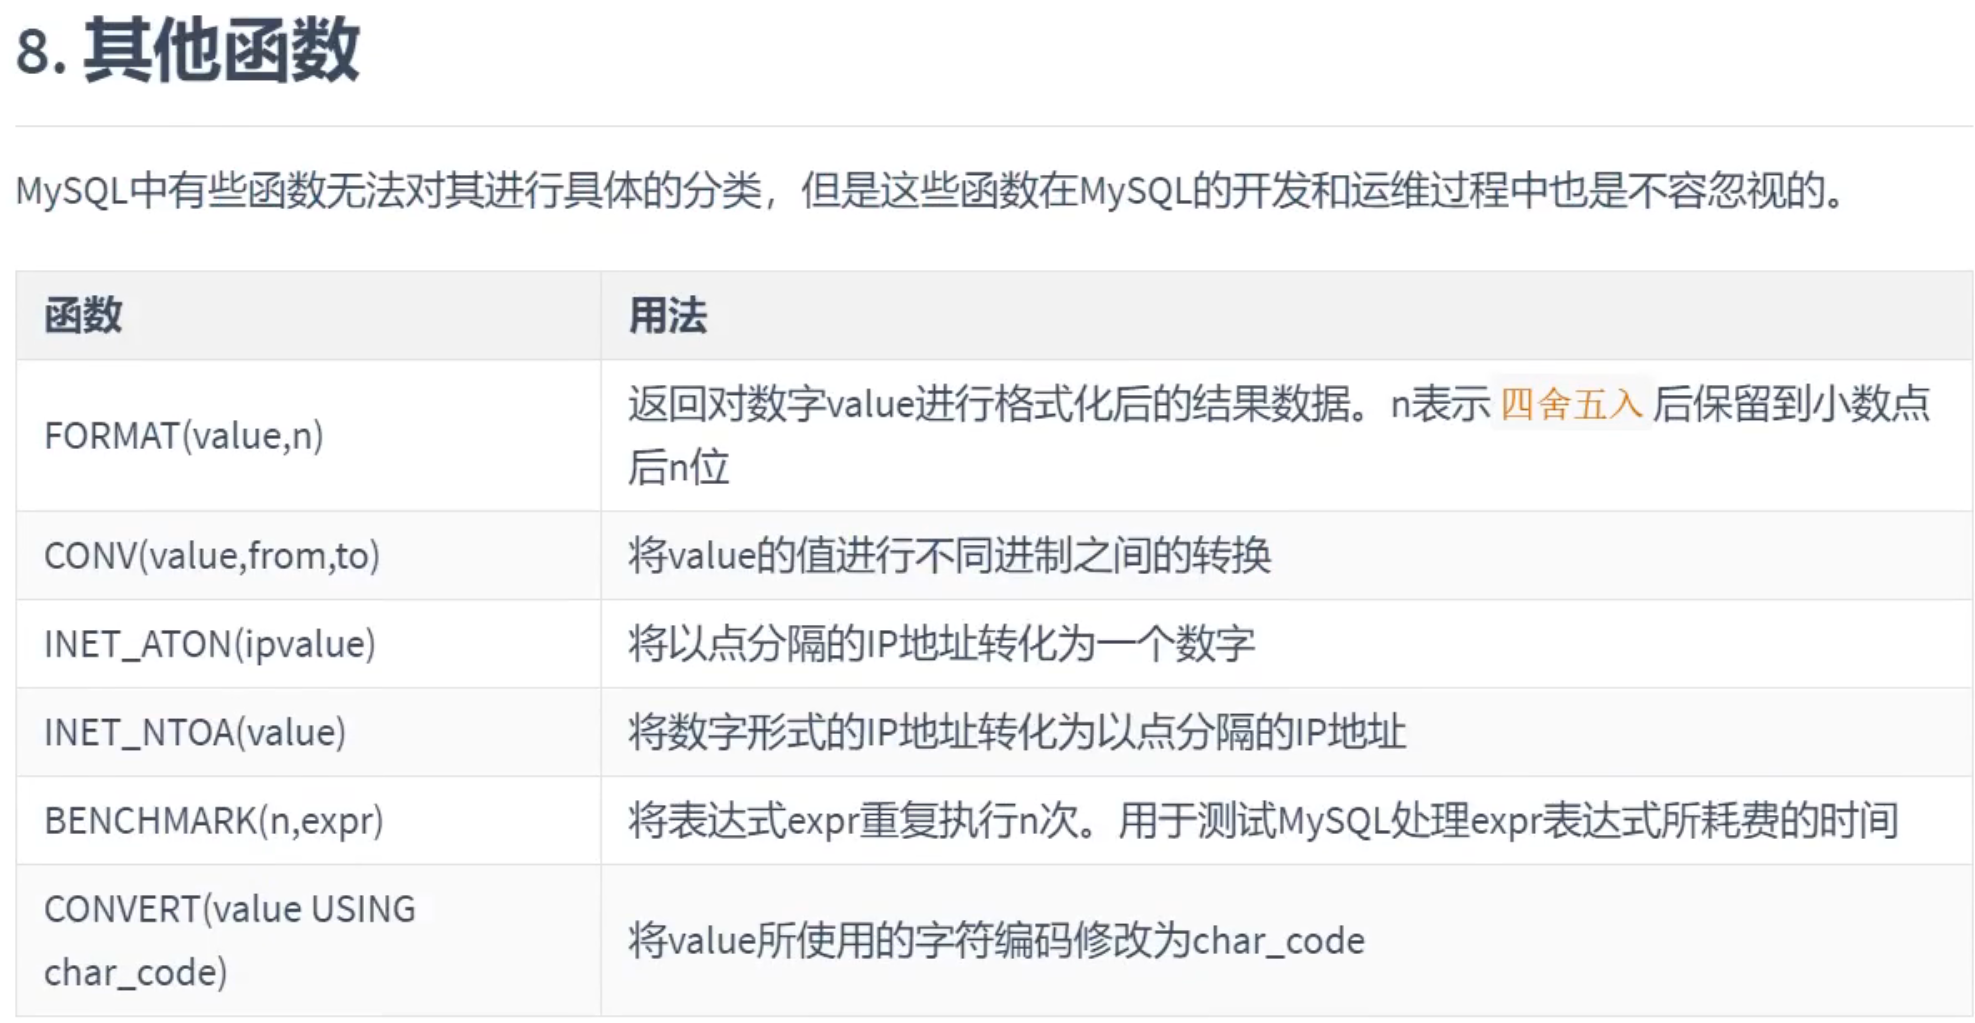 8. 其他函数
MySQL中有些函数无法对其进行具体的分类，但是这些函数在MySQL的开发和运维过程中也是不容忽视的。
函数 用法
FORMAT(value,n) 返回对数字value进行格式化后的结果数据。n表示 四舍五入 后保留到小数点
后n位
CONV(value,from,to) 将value的值进行不同进制之间的转换
INET_ATON(ipvalue) 将以点分隔的IP地址转化为一个数字
INET_NTOA(value) 将数字形式的IP地址转化为以点分隔的IP地址
BENCHMARK(n,expr) 将表达式expr重复执行n次。用于测试MySQL处理expr表达式所耗费的时间
CONVERT(value USING
char_code) 将value所使用的字符编码修改为char_code